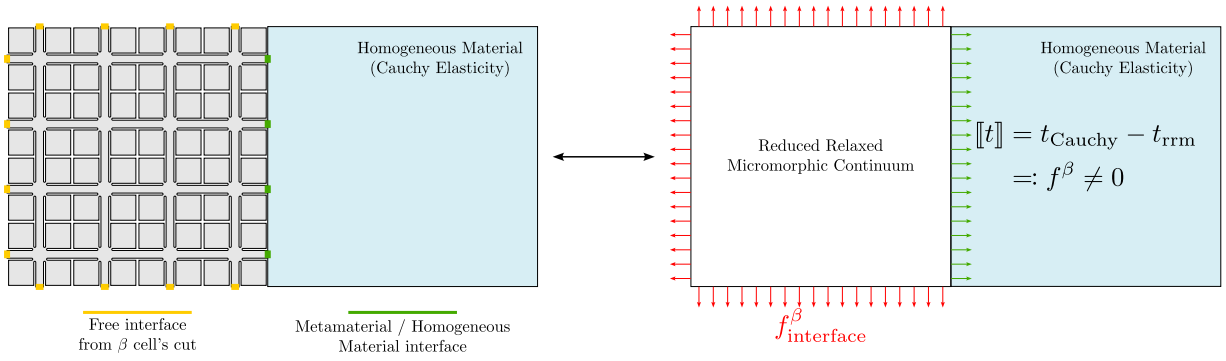 Homogeneous Material
(Cauchy Elasticity)
Free interface
from β cell's cut
Metamaterial / Homogeneous
Material interface
Reduced Relaxed
Micromorphic Continuum
f^β_interface
Homogeneous Material
(Cauchy Elasticity)
⟦t⟧ = t_Cauchy − t_rrm
=: f^β ≠ 0